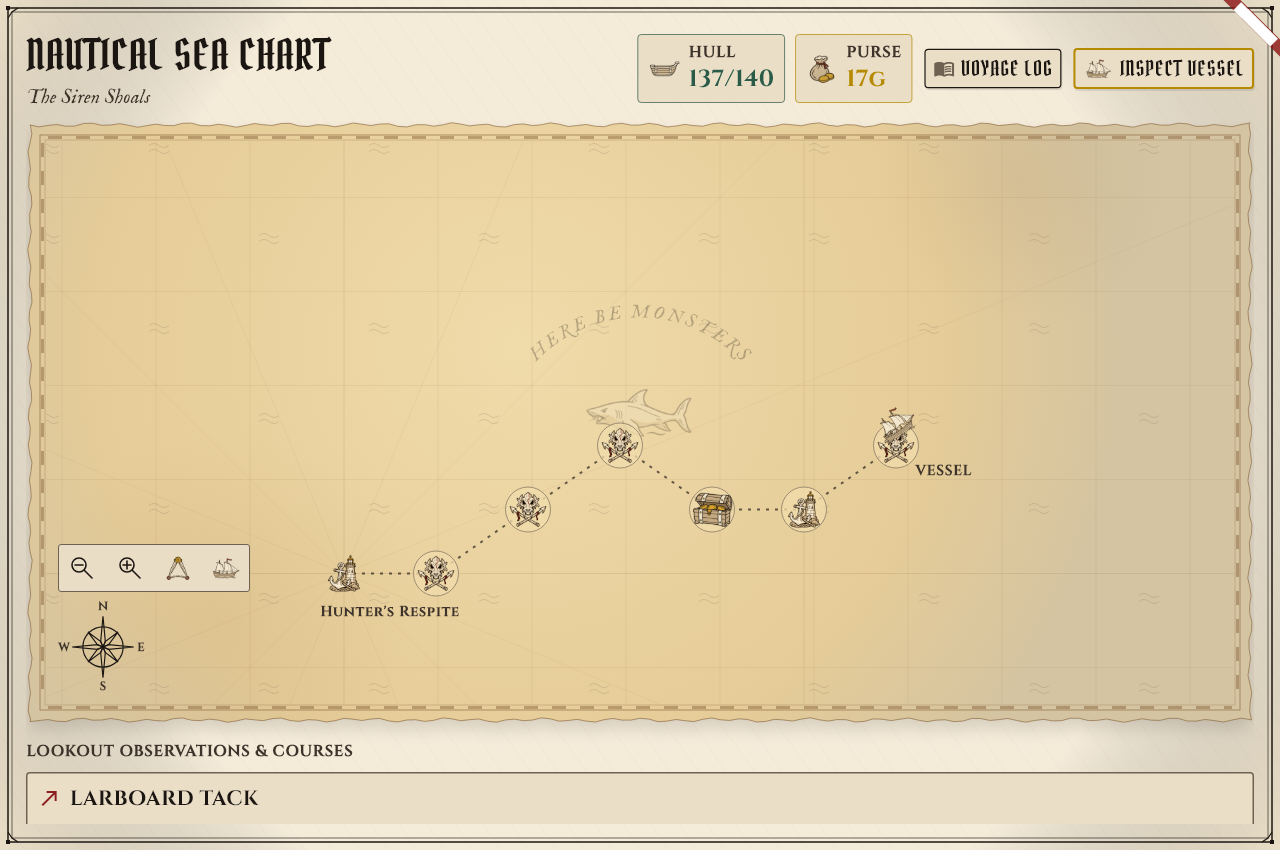 NAUTICAL SEA CHART
The Siren Shoals
HULL
137/140
PURSE
17G
VOYAGE LOG
INSPECT VESSEL
HERE BE MONSTERS
VESSEL
HUNTER'S RESPITE
N
W
E
S
LOOKOUT OBSERVATIONS & COURSES
LARBOARD TACK